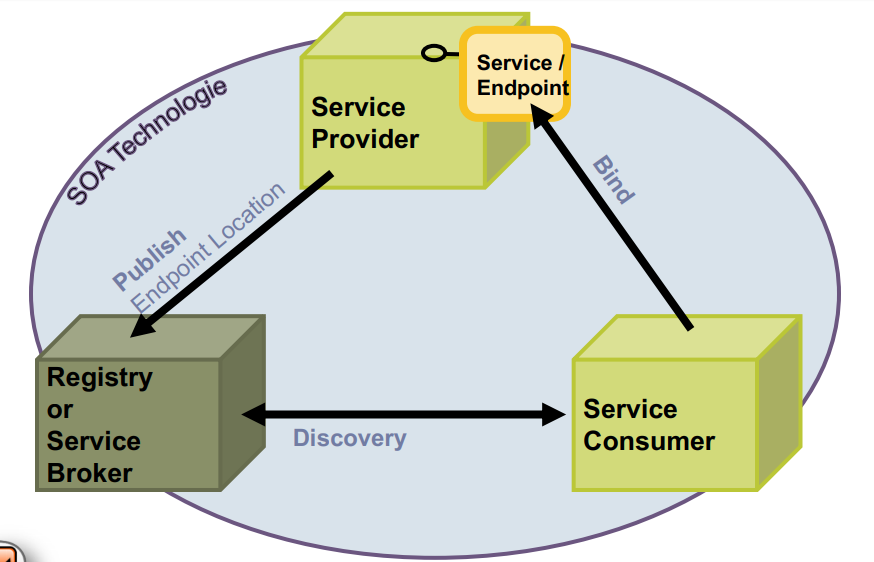 SOA Technologie
Service
Provider
Service /
Endpoint
Publish
Endpoint Location
Bind
Registry
or
Service
Broker
Discovery
Service
Consumer